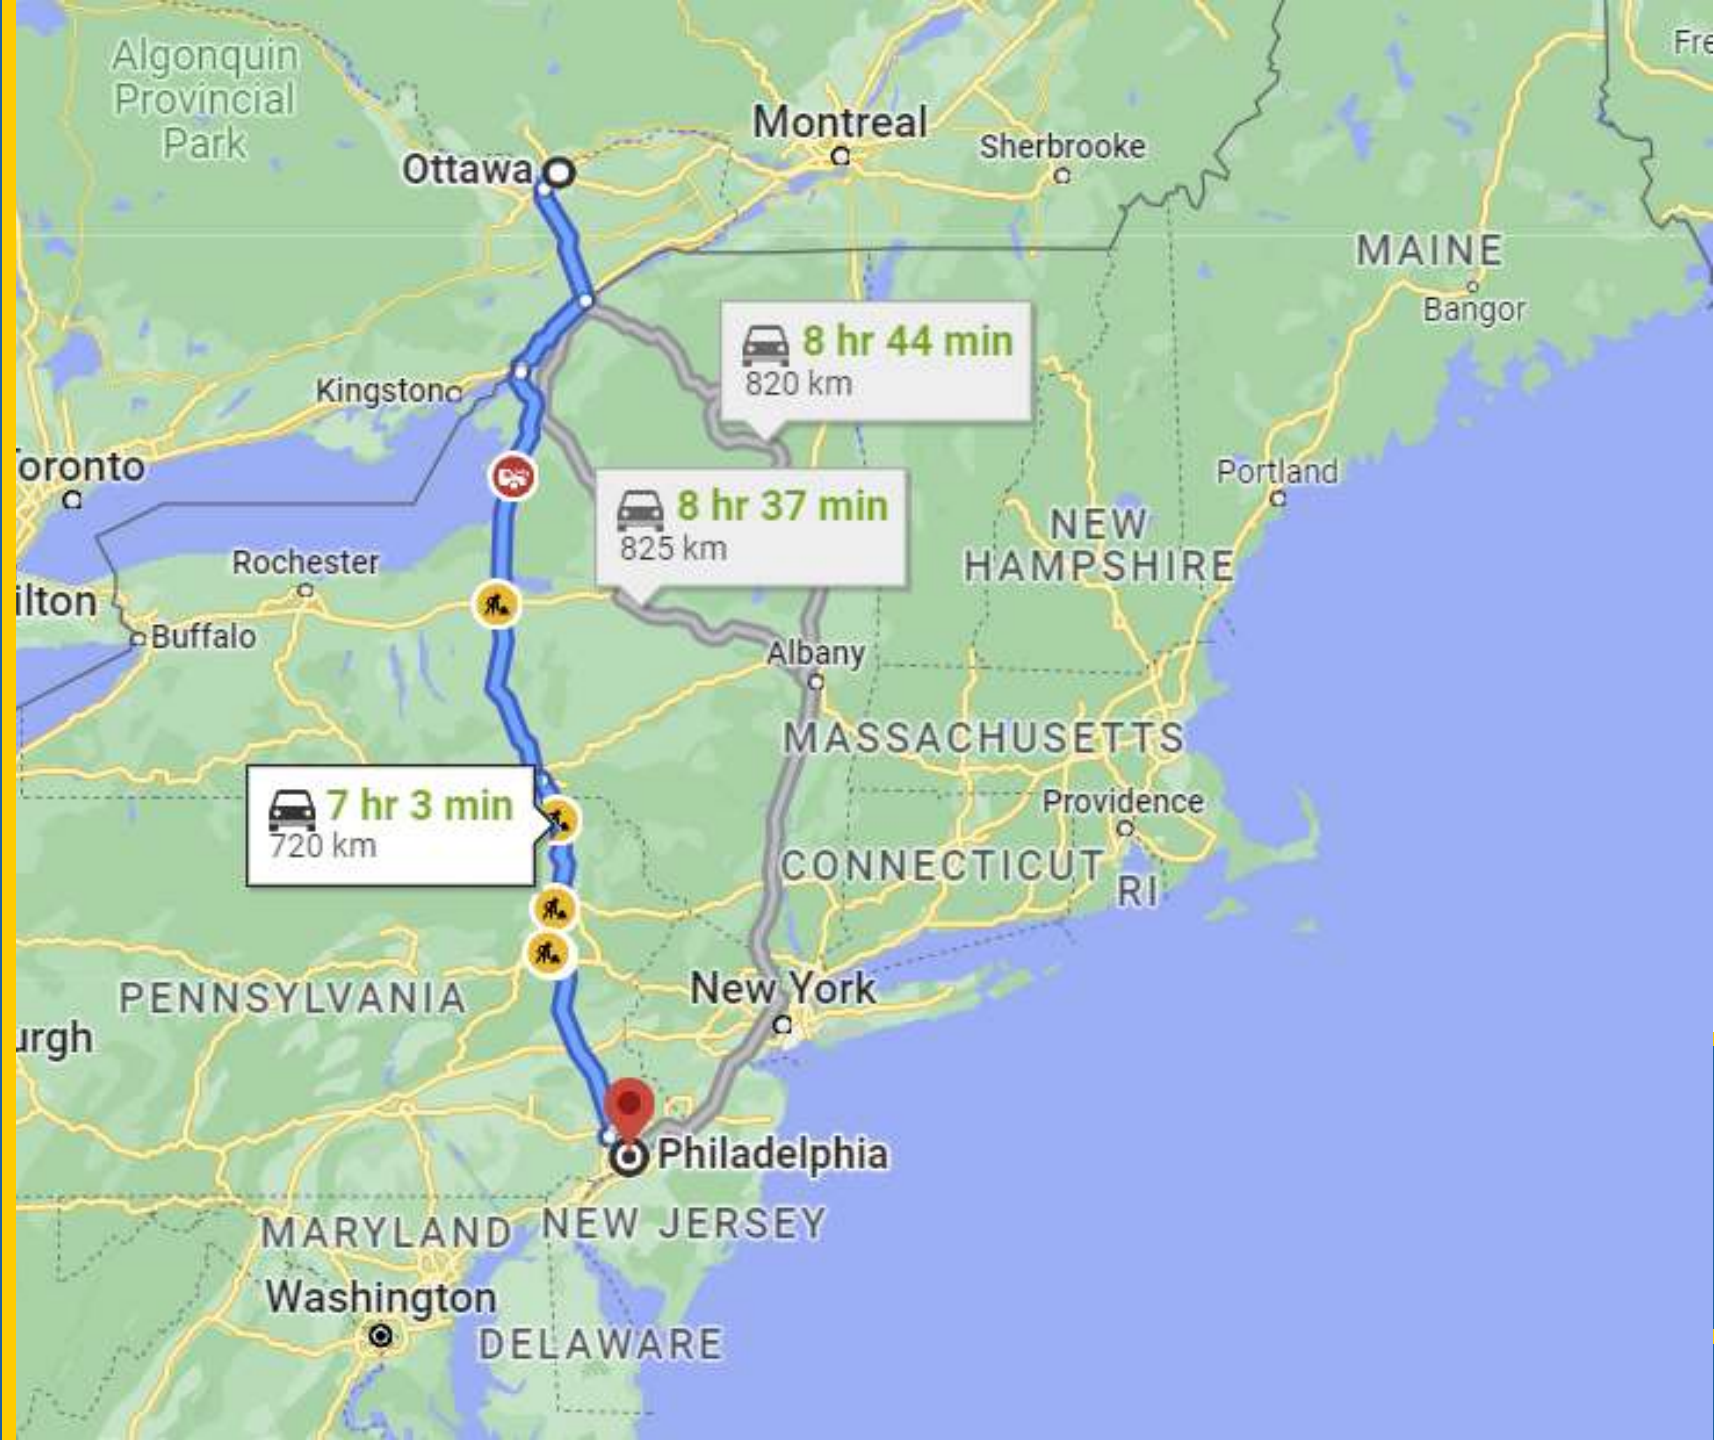 Algonquin
Provincial
Park
Fre
Montreal
Sherbrooke
Ottawa
MAINE
Bangor
8 hr 44 min
820 km
Kingston
oronto
Portland
8 hr 37 min
825 km
NEW
HAMPSHIRE
Rochester
ilton
Buffalo
Albany
MASSACHUSETTS
7 hr 3 min
720 km
Providence
CONNECTICUT
RI
New York
PENNSYLVANIA
urgh
Philadelphia
NEW JERSEY
MARYLAND
Washington
DELAWARE